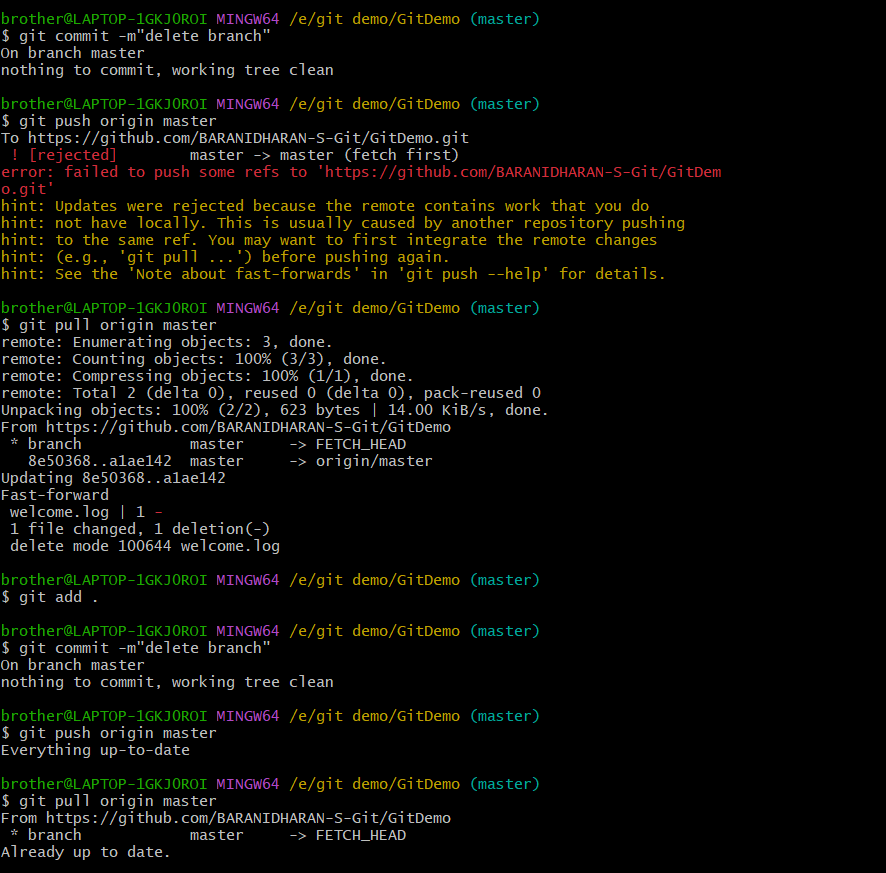 brother@LAPTOP-1GKJ0ROI MINGW64 /e/git demo/GitDemo (master)
$ git commit -m"delete branch"
On branch master
nothing to commit, working tree clean
brother@LAPTOP-1GKJ0ROI MINGW64 /e/git demo/GitDemo (master)
$ git push origin master
To https://github.com/BARANIDHARAN-S-Git/GitDemo.git
 ! [rejected]        master -> master (fetch first)
error: failed to push some refs to 'https://github.com/BARANIDHARAN-S-Git/GitDem
o.git'
hint: Updates were rejected because the remote contains work that you do
hint: not have locally. This is usually caused by another repository pushing
hint: to the same ref. You may want to first integrate the remote changes
hint: (e.g., 'git pull ...') before pushing again.
hint: See the 'Note about fast-forwards' in 'git push --help' for details.
brother@LAPTOP-1GKJ0ROI MINGW64 /e/git demo/GitDemo (master)
$ git pull origin master
remote: Enumerating objects: 3, done.
remote: Counting objects: 100% (3/3), done.
remote: Compressing objects: 100% (1/1), done.
remote: Total 2 (delta 0), reused 0 (delta 0), pack-reused 0
Unpacking objects: 100% (2/2), 623 bytes | 14.00 KiB/s, done.
From https://github.com/BARANIDHARAN-S-Git/GitDemo
 * branch            master     -> FETCH_HEAD
   8e50368..a1ae142  master     -> origin/master
Updating 8e50368..a1ae142
Fast-forward
 welcome.log | 1 -
 1 file changed, 1 deletion(-)
 delete mode 100644 welcome.log
brother@LAPTOP-1GKJ0ROI MINGW64 /e/git demo/GitDemo (master)
$ git add .
brother@LAPTOP-1GKJ0ROI MINGW64 /e/git demo/GitDemo (master)
$ git commit -m"delete branch"
On branch master
nothing to commit, working tree clean
brother@LAPTOP-1GKJ0ROI MINGW64 /e/git demo/GitDemo (master)
$ git push origin master
Everything up-to-date
brother@LAPTOP-1GKJ0ROI MINGW64 /e/git demo/GitDemo (master)
$ git pull origin master
From https://github.com/BARANIDHARAN-S-Git/GitDemo
 * branch            master     -> FETCH_HEAD
Already up to date.